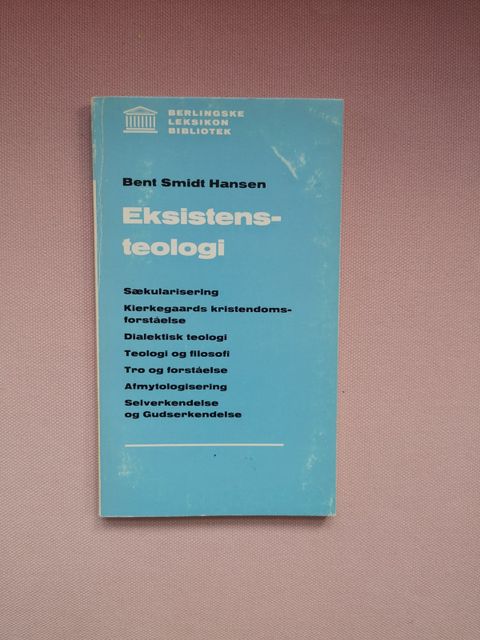 BERLINGSKE
LEKSIKON
BIBLIOTEK
Bent Smidt Hansen
Eksistens-
teologi
Sækularisering
Kierkegaards kristendoms-
forståelse
Dialektisk teologi
Teologi og filosofi
Tro og forståelse
Afmytologisering
Selverkendelse
og Gudserkendelse